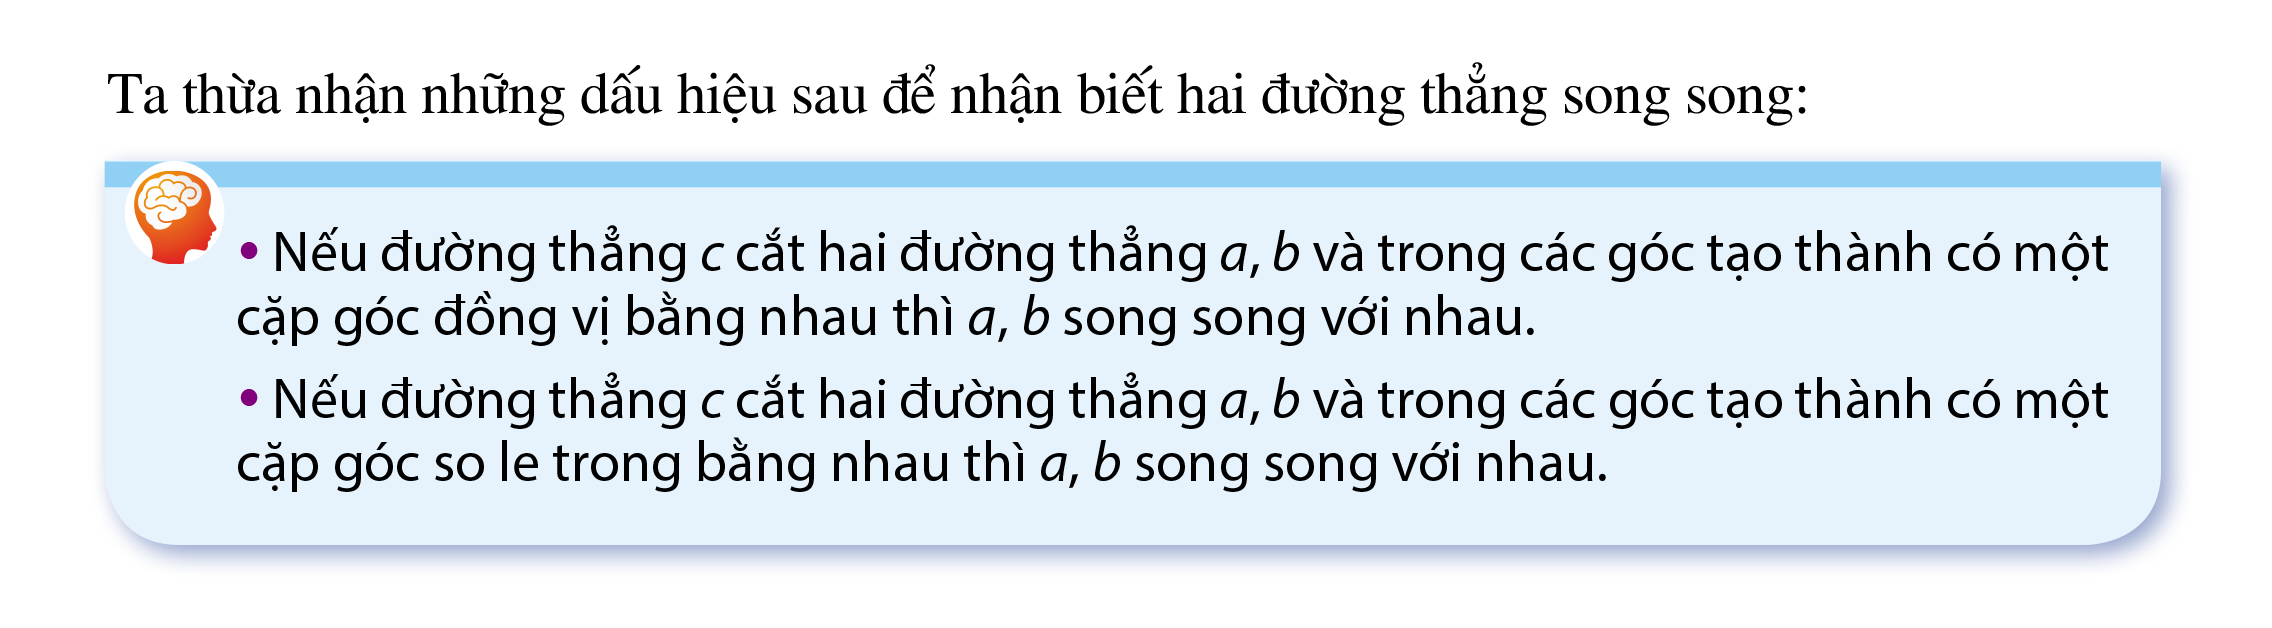 Ta thừa nhận những dấu hiệu sau để nhận biết hai đường thẳng song song:
• Nếu đường thẳng c cắt hai đường thẳng a, b và trong các góc tạo thành có một
cặp góc đồng vị bằng nhau thì a, b song song với nhau.
• Nếu đường thẳng c cắt hai đường thẳng a, b và trong các góc tạo thành có một
cặp góc so le trong bằng nhau thì a, b song song với nhau.